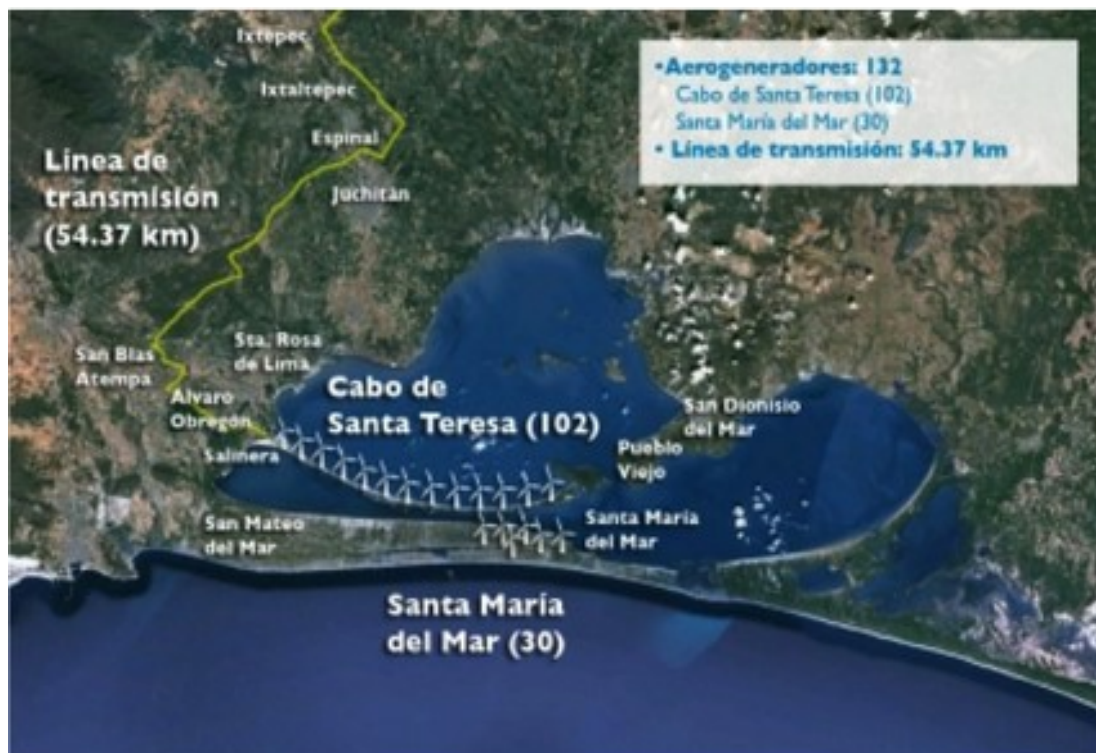 Ixtepec
Ixtaltepec
Espinal
Juchitán
Línea de
transmisión
(54.37 km)
•Aerogeneradores: 132
Cabo de Santa Teresa (102)
Santa María del Mar (30)
• Línea de transmisión: 54.37 km
San Blas
Atempa
Sta. Rosa
de Lima
Alvaro
Obregón
Salinera
Cabo de
Santa Teresa (102)
San Dionisio
del Mar
Pueblo
Viejo
San Mateo
del Mar
Santa María
del Mar
Santa María
del Mar (30)